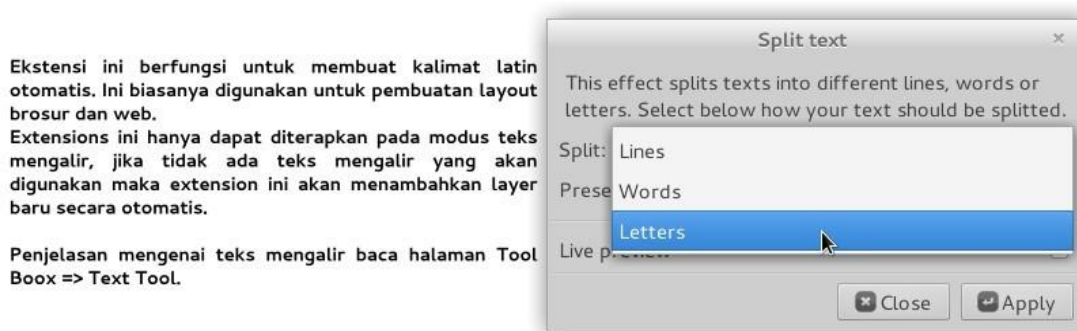 Ekstensi ini berfungsi untuk membuat kalimat latin
otomatis. Ini biasanya digunakan untuk pembuatan layout
brosur dan web.
Extensions ini hanya dapat diterapkan pada modus teks
mengalir, jika tidak ada teks mengalir yang akan
digunakan maka extension ini akan menambahkan layer
baru secara otomatis.
Penjelasan mengenai teks mengalir baca halaman Tool
Boox => Text Tool.
Split text
This effect splits texts into different lines, words or
letters. Select below how your text should be splitted.
Split:
Lines
Words
Letters
Prese
Live
Close
Apply